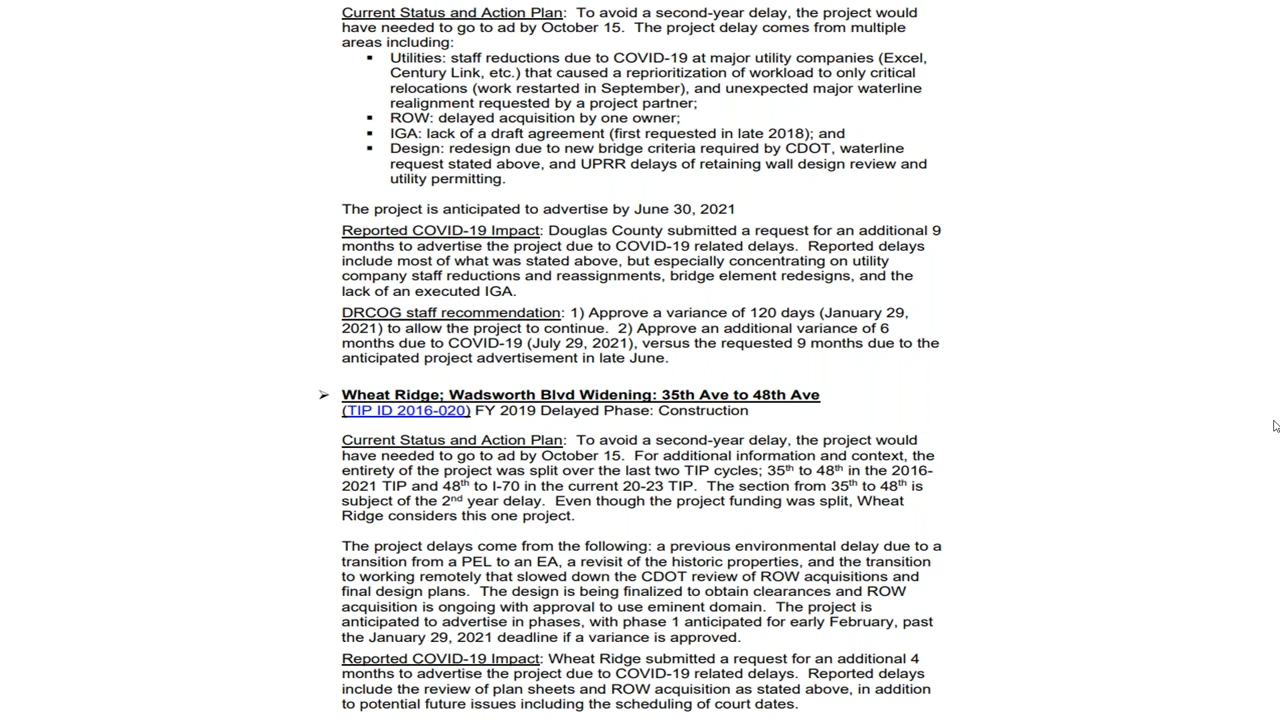 Current Status and Action Plan:  To avoid a second-year delay, the project would
have needed to go to ad by October 15.  The project delay comes from multiple
areas including:
▪ Utilities: staff reductions due to COVID-19 at major utility companies (Excel,
Century Link, etc.) that caused a reprioritization of workload to only critical
relocations (work restarted in September), and unexpected major waterline
realignment requested by a project partner;
▪ ROW: delayed acquisition by one owner;
▪ IGA: lack of a draft agreement (first requested in late 2018); and
▪ Design: redesign due to new bridge criteria required by CDOT, waterline
request stated above, and UPRR delays of retaining wall design review and
utility permitting.
The project is anticipated to advertise by June 30, 2021
Reported COVID-19 Impact: Douglas County submitted a request for an additional 9
months to advertise the project due to COVID-19 related delays.  Reported delays
include most of what was stated above, but especially concentrating on utility
company staff reductions and reassignments, bridge element redesigns, and the
lack of an executed IGA.
DRCOG staff recommendation: 1) Approve a variance of 120 days (January 29,
2021) to allow the project to continue.  2) Approve an additional variance of 6
months due to COVID-19 (July 29, 2021), versus the requested 9 months due to the
anticipated project advertisement in late June.
➢ Wheat Ridge; Wadsworth Blvd Widening: 35th Ave to 48th Ave
(TIP ID 2016-020) FY 2019 Delayed Phase: Construction
Current Status and Action Plan:  To avoid a second-year delay, the project would
have needed to go to ad by October 15.  For additional information and context, the
entirety of the project was split over the last two TIP cycles; 35th to 48th in the 2016-
2021 TIP and 48th to I-70 in the current 20-23 TIP.  The section from 35th to 48th is
subject of the 2nd year delay.  Even though the project funding was split, Wheat
Ridge considers this one project.
The project delays come from the following: a previous environmental delay due to a
transition from a PEL to an EA, a revisit of the historic properties, and the transition
to working remotely that slowed down the CDOT review of ROW acquisitions and
final design plans.  The design is being finalized to obtain clearances and ROW
acquisition is ongoing with approval to use eminent domain.  The project is
anticipated to advertise in phases, with phase 1 anticipated for early February, past
the January 29, 2021 deadline if a variance is approved.
Reported COVID-19 Impact: Wheat Ridge submitted a request for an additional 4
months to advertise the project due to COVID-19 related delays.  Reported delays
include the review of plan sheets and ROW acquisition as stated above, in addition
to potential future issues including the scheduling of court dates.